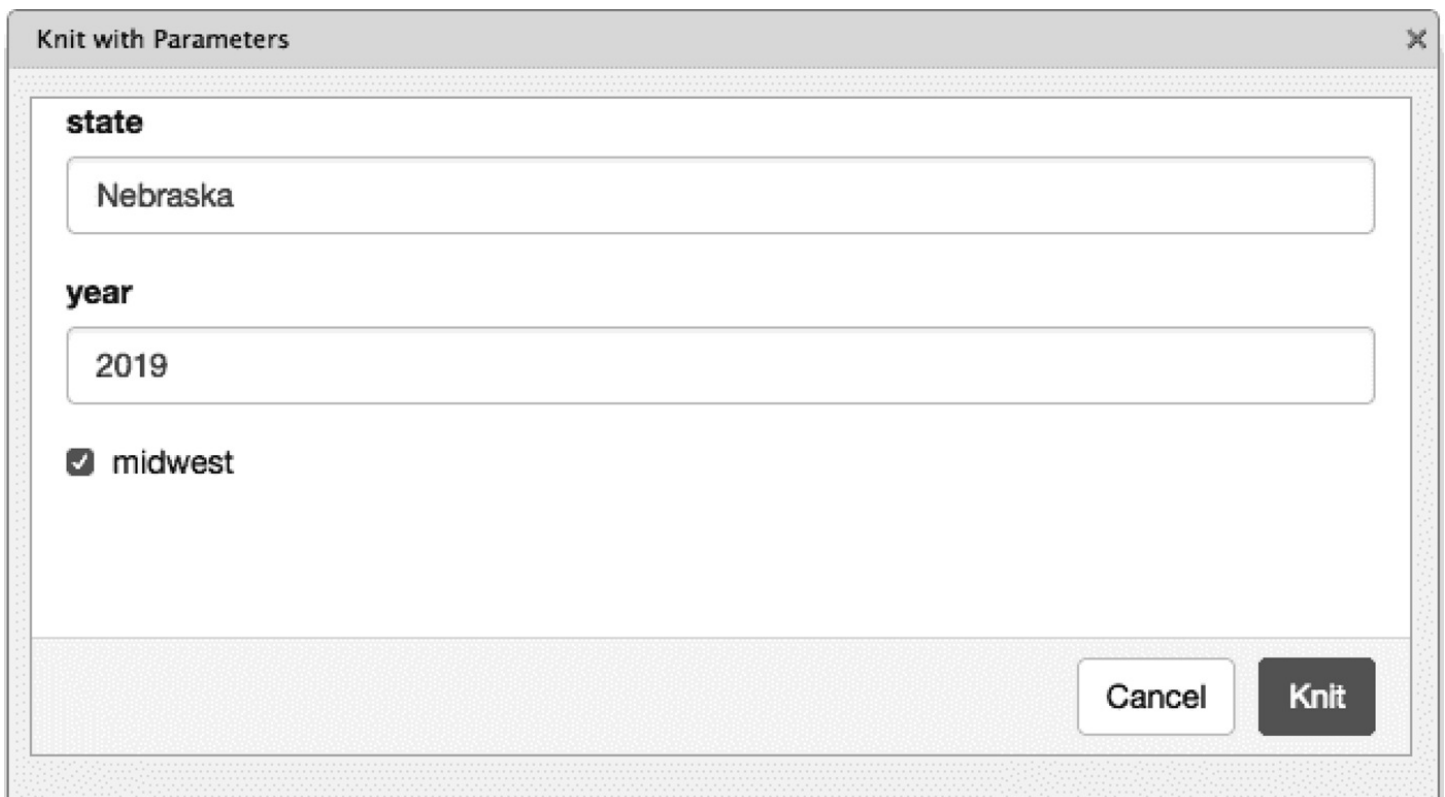 Knit with Parameters
state
Nebraska
year
2019
midwest
Cancel Knit